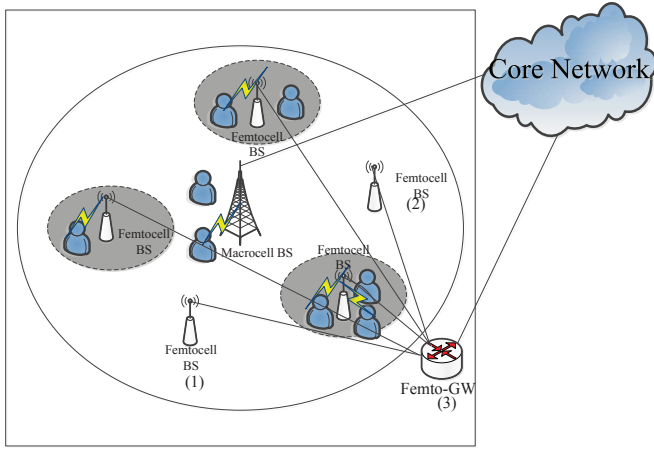 Core Network
Femtocell
BS
Femtocell
BS
(2)
Femtocell
BS
Macrocell BS
Femtocell
BS
Femtocell
BS
(1)
Femto-GW
(3)